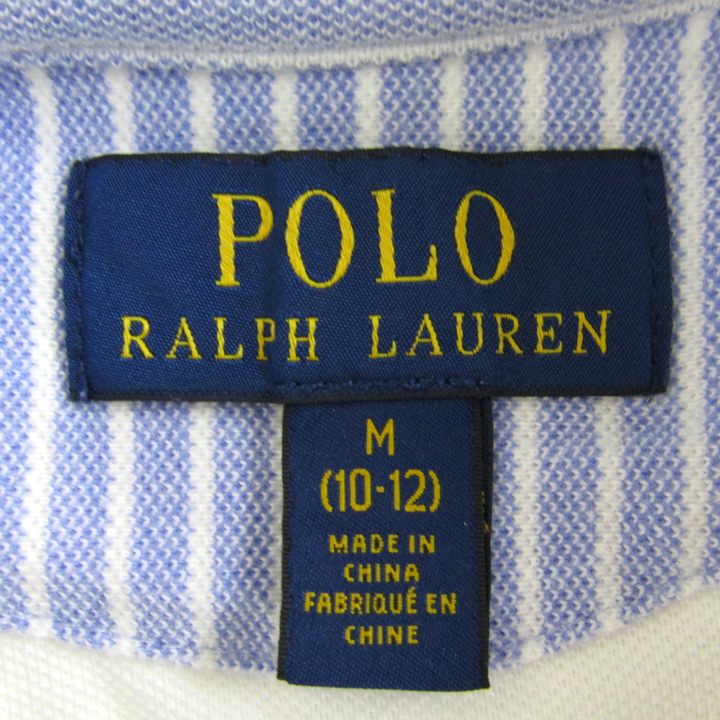 POLO
RALPH LAUREN
M
(10-12)
MADE IN
CHINA
FABRIQUÉ EN
CHINE